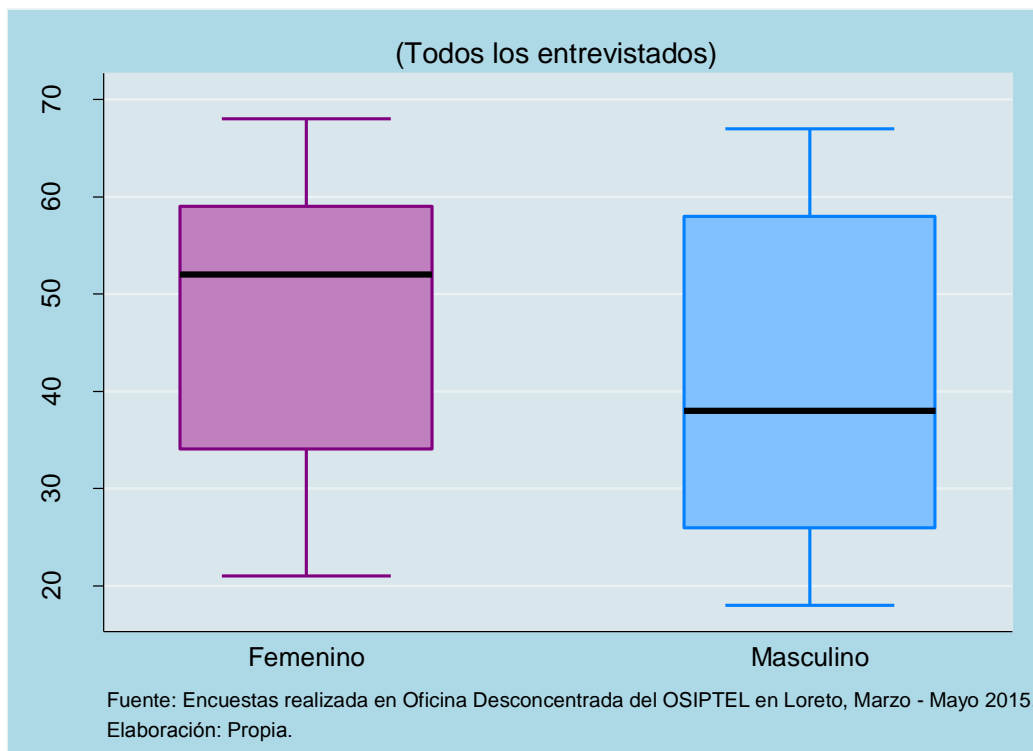 (Todos los entrevistados)
70
60
50
40
30
20
Femenino Masculino
Fuente: Encuestas realizada en Oficina Desconcentrada del OSIPTEL en Loreto, Marzo - Mayo 2015
Elaboración: Propia.